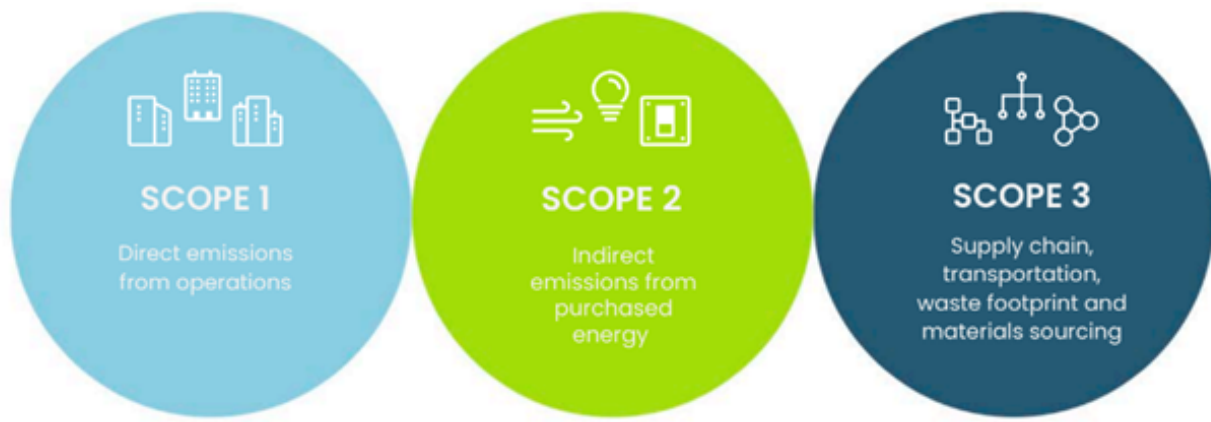 SCOPE 1
Direct emissions
from operations
SCOPE 2
Indirect
emissions from
purchased
energy
SCOPE 3
Supply chain,
transportation,
waste footprint and
materials sourcing